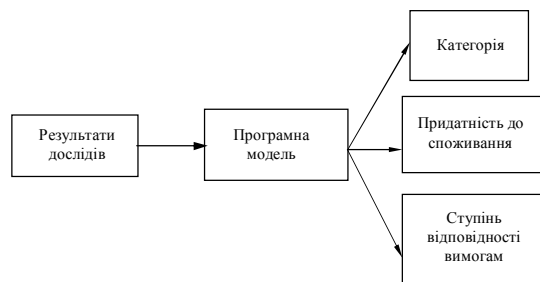 Результати
дослідів
Програмна
модель
Категорія
Придатність до
споживання
Ступінь
відповідності
вимогам